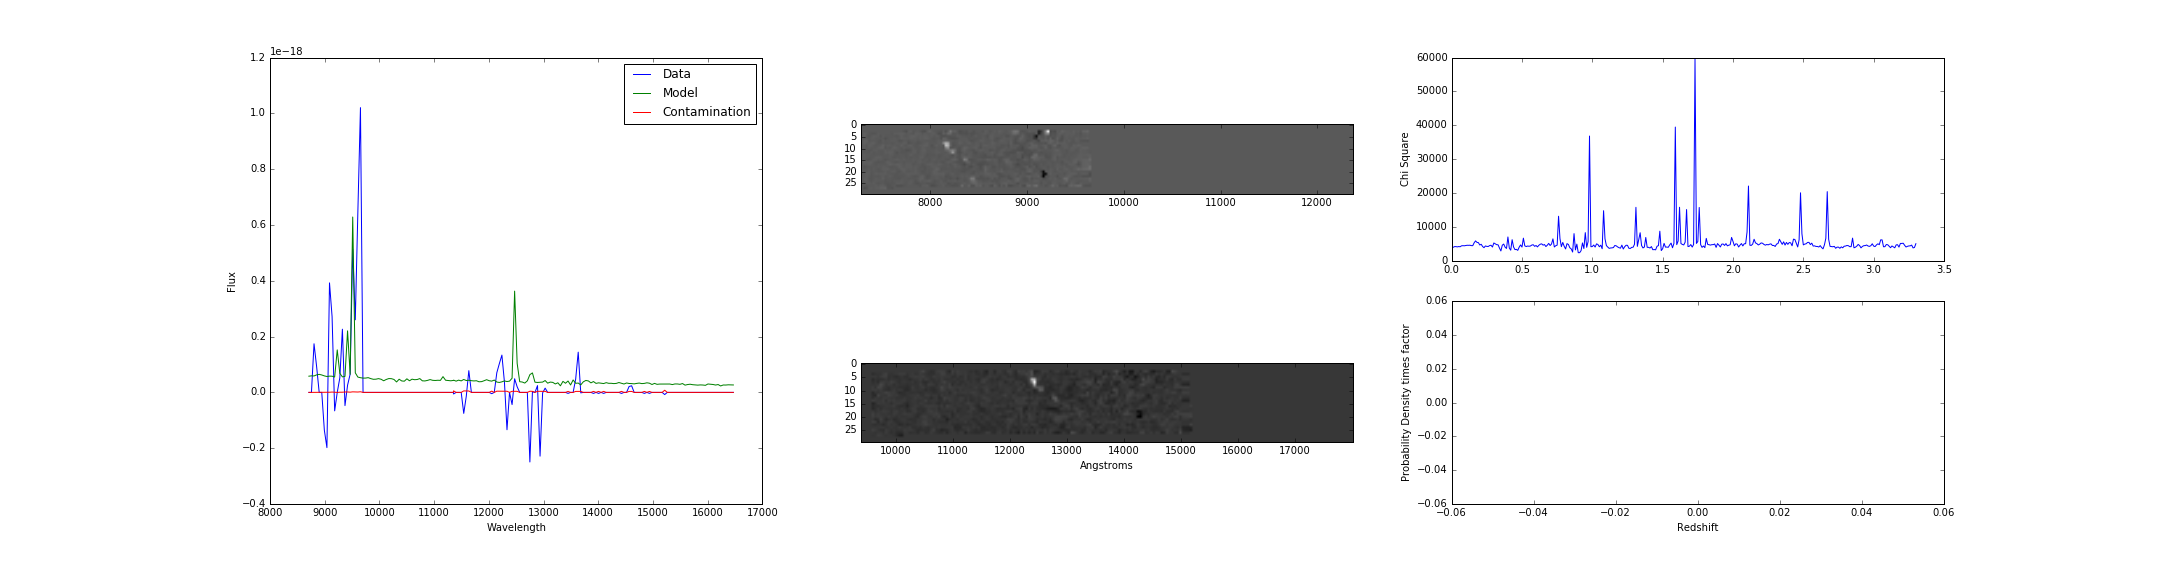 1e−18
1.2
1.0
0.8
0.6
0.4
0.2
0.0
−0.2
−0.4
Flux
8000 9000 10000 11000 12000 13000 14000 15000 16000 17000
Wavelength
Data
Model
Contamination
0
5
10
15
20
25
8000 9000 10000 11000 12000
0
5
10
15
20
25
10000 11000 12000 13000 14000 15000 16000 17000
Angstroms
60000
50000
40000
30000
20000
10000
0
Chi Square
0.0 0.5 1.0 1.5 2.0 2.5 3.0 3.5
0.06
0.04
0.02
0.00
−0.02
−0.04
−0.06
Probability Density times factor
−0.06 −0.04 −0.02 0.00 0.02 0.04 0.06
Redshift